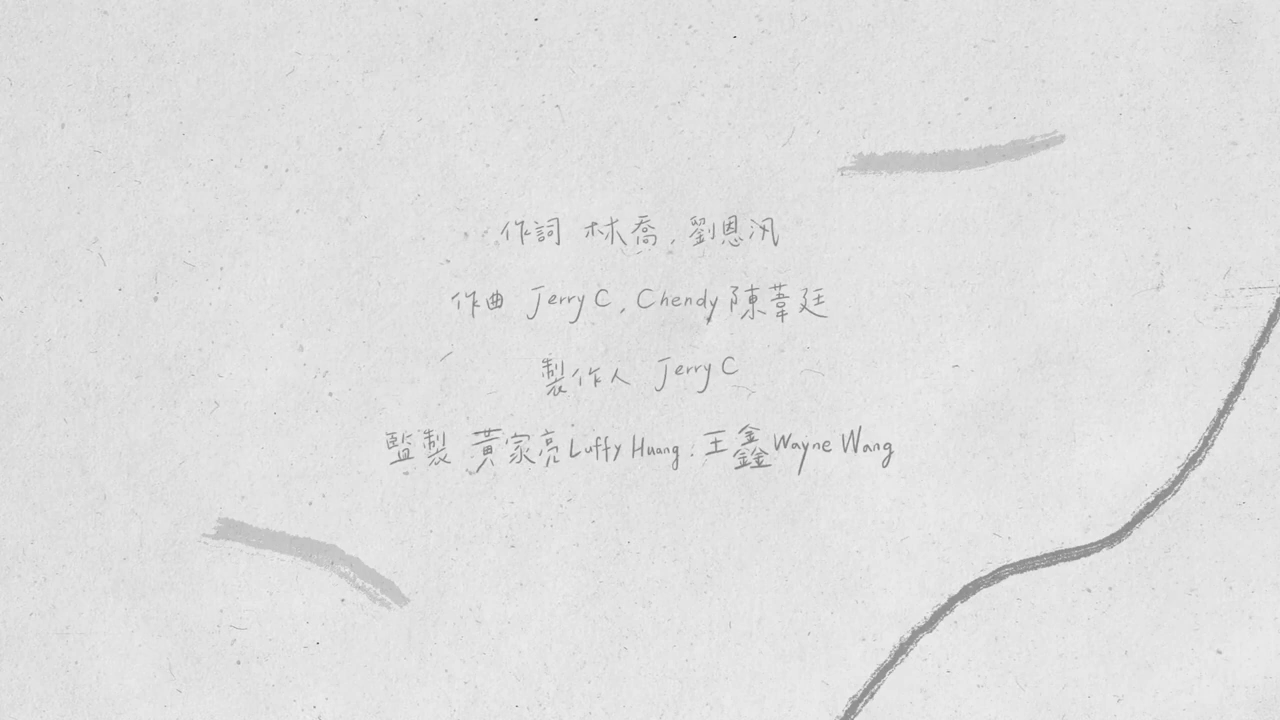 作詞 林喬, 劉恩汎
作曲 Jerry C, Chendy 陳葦廷
製作人 Jerry C
監製 黃家亮 Luffy Huang . 王鑫 Wayne Wang